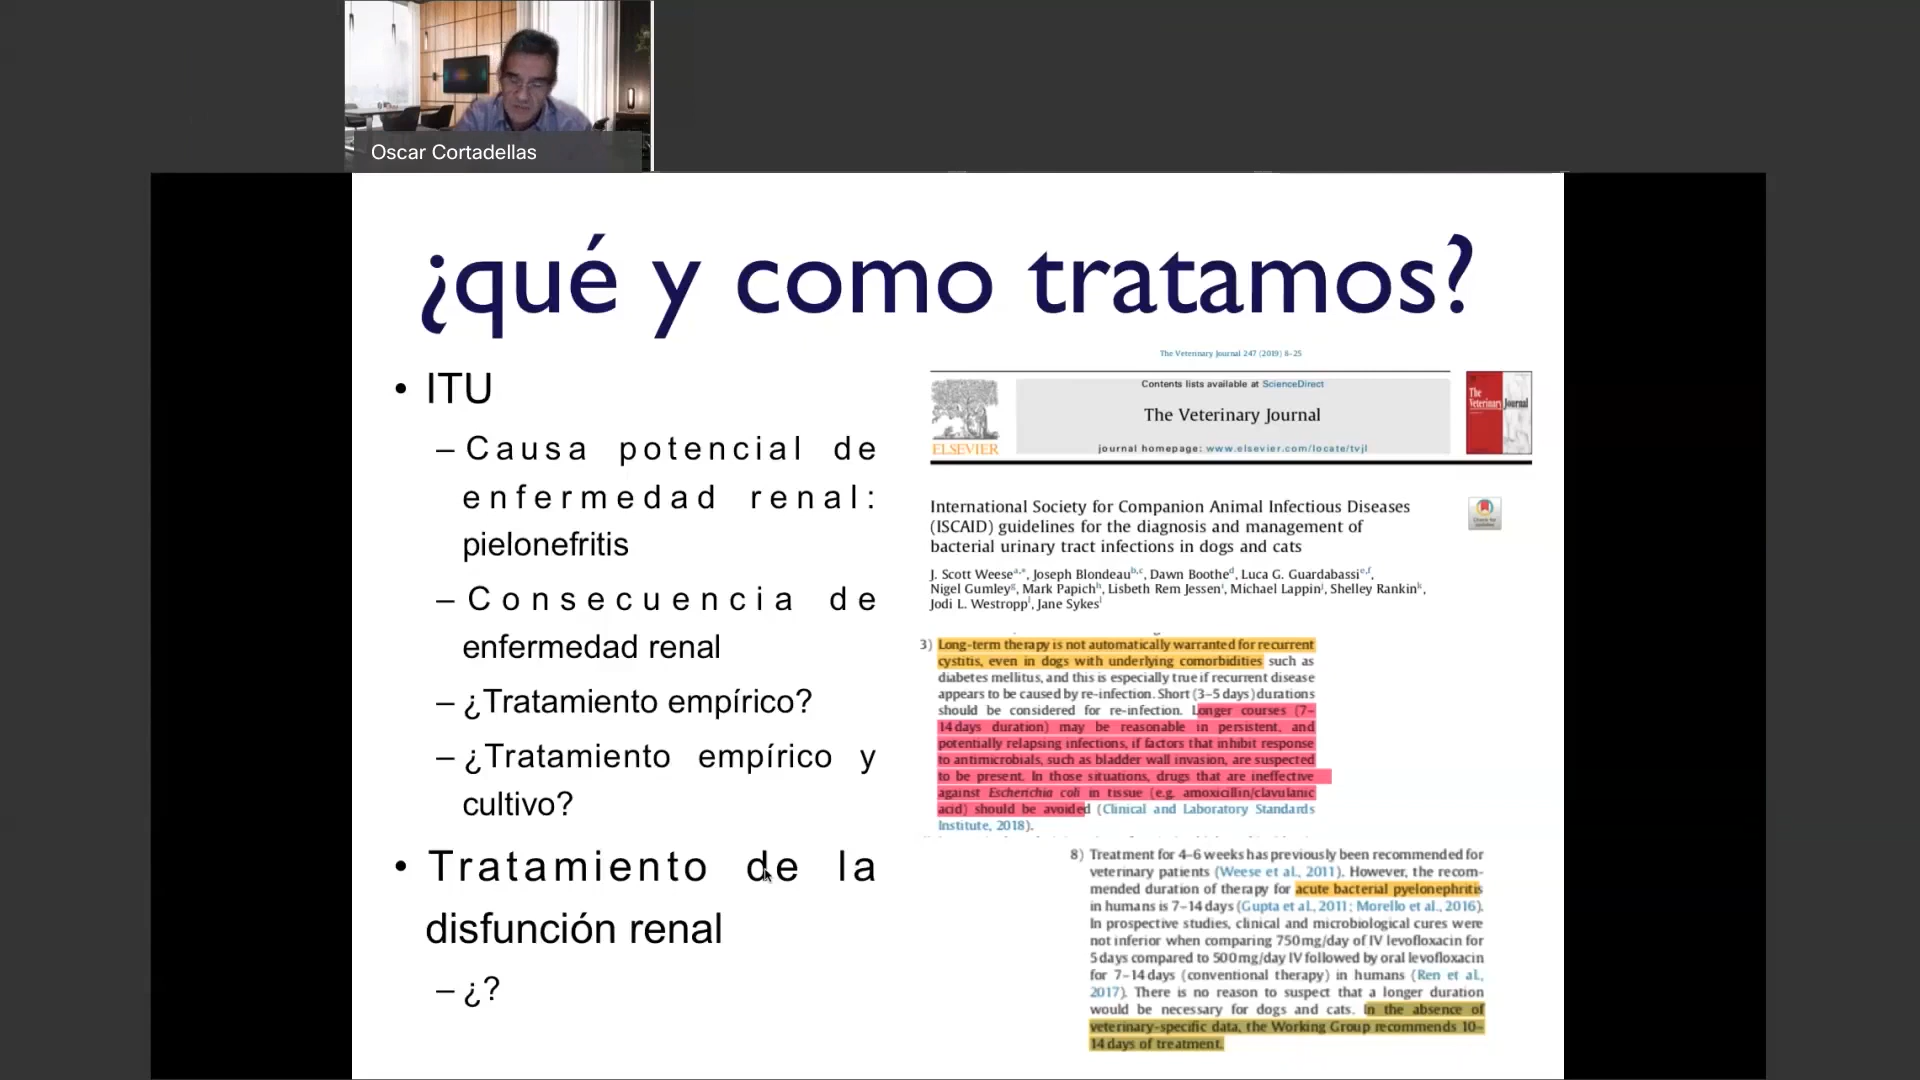 Oscar Cortadellas
¿qué y como tratamos?
• ITU
– Causa potencial de
enfermedad renal:
pielonefritis
– Consecuencia de
enfermedad renal
– ¿Tratamiento empírico?
– ¿Tratamiento empírico y
cultivo?
• Tratamiento de la
disfunción renal
– ¿?
The Veterinary Journal 247 (2019) 8–25
Contents lists available at ScienceDirect
The Veterinary Journal
journal homepage: www.elsevier.com/locate/tvjl
ELSEVIER
The
Veterinary Journal
International Society for Companion Animal Infectious Diseases
(ISCAID) guidelines for the diagnosis and management of
bacterial urinary tract infections in dogs and cats
Check for
updates
J. Scott Weese a,*, Joseph Blondeau b,c, Dawn Boothe d, Luca G. Guardabassi e,f,
Nigel Gumley g, Mark Papich h, Lisbeth Rem Jessen i, Michael Lappin j, Shelley Rankin k,
Jodi L. Westropp l, Jane Sykes l
3) Long-term therapy is not automatically warranted for recurrent
cystitis, even in dogs with underlying comorbidities such as
diabetes mellitus, and this is especially true if recurrent disease
appears to be caused by re-infection. Short (3–5 days) durations
should be considered for re-infection. Longer courses (7–
14 days duration) may be reasonable in persistent, and
potentially relapsing infections, if factors that inhibit response
to antimicrobials, such as bladder wall invasion, are suspected
to be present. In those situations, drugs that are ineffective
against Escherichia coli in tissue (e.g. amoxicillin/clavulanic
acid) should be avoided (Clinical and Laboratory Standards
Institute, 2018).
8) Treatment for 4–6 weeks has previously been recommended for
veterinary patients (Weese et al., 2011). However, the recom-
mended duration of therapy for acute bacterial pyelonephritis
in humans is 7–14 days (Gupta et al., 2011; Morello et al., 2016).
In prospective studies, clinical and microbiological cures were
not inferior when comparing 750 mg/day of IV levofloxacin for
5 days compared to 500 mg/day IV followed by oral levofloxacin
for 7–14 days (conventional therapy) in humans (Ren et al.,
2017). There is no reason to suspect that a longer duration
would be necessary for dogs and cats. In the absence of
veterinary-specific data, the Working Group recommends 10–
14 days of treatment.